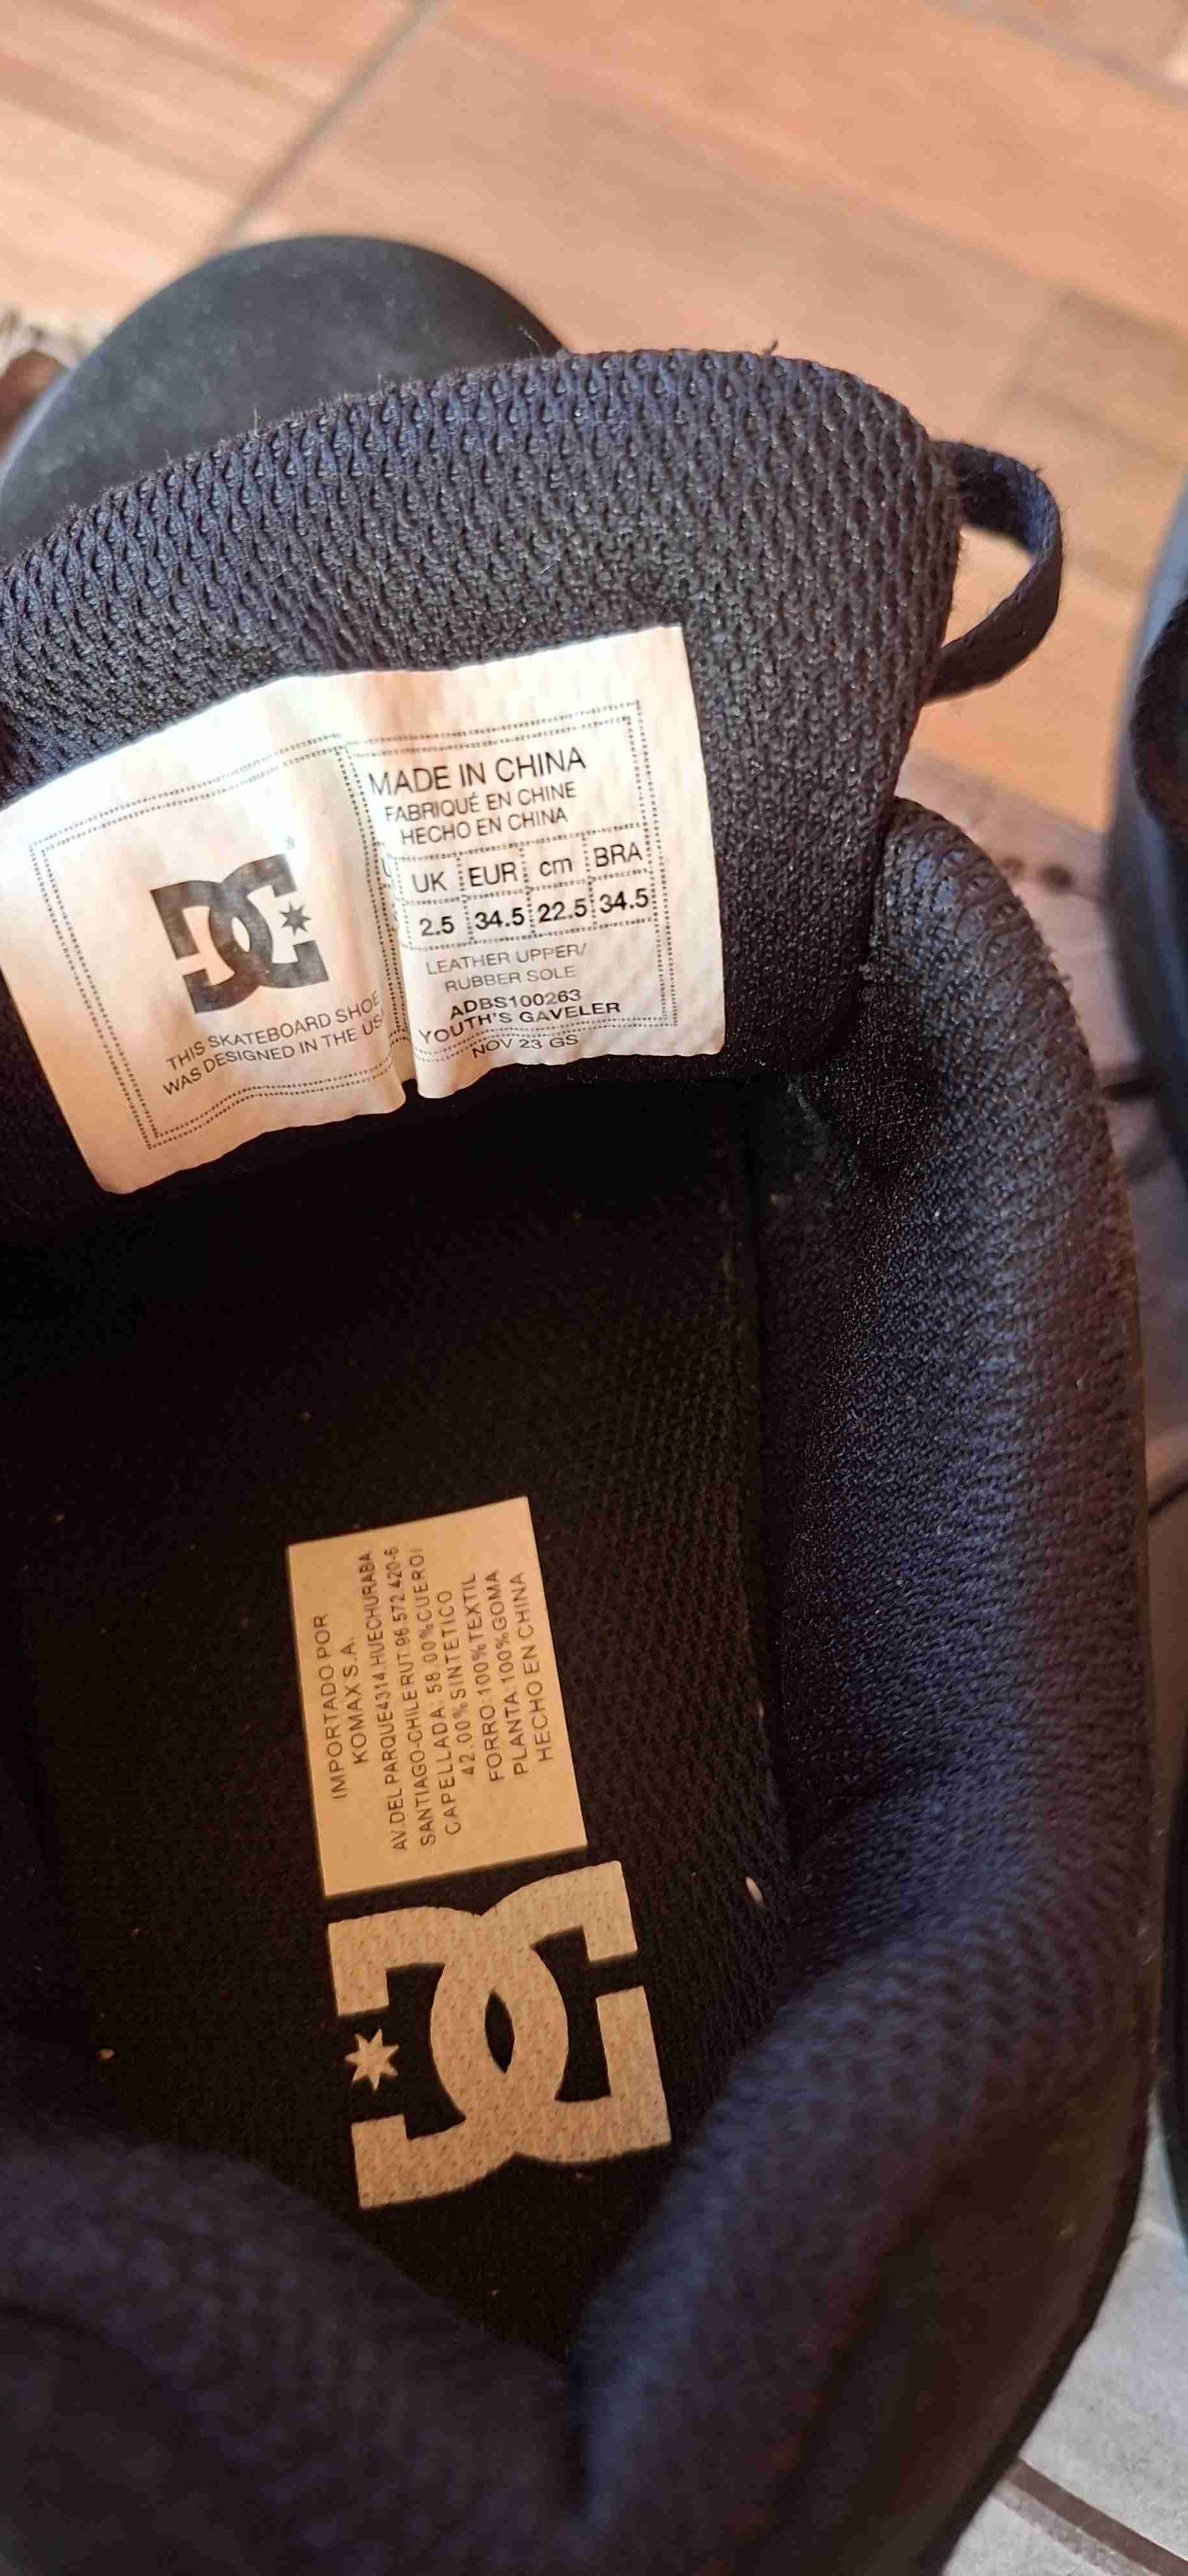 DC
THIS SKATEBOARD SHOE
WAS DESIGNED IN THE US
MADE IN CHINA
FABRIQUÉ EN CHINE
HECHO EN CHINA
UK EUR cm BRA
2.5 34.5 22.5 34.5
LEATHER UPPER/
RUBBER SOLE
ADBS100263
YOUTH'S GAVELER
NOV 23 GS
IMPORTADO POR
KOMAX S.A.
AV.DEL PARQUE4314.HUECHURABA
SANTIAGO-CHILE RUT:96.572.420-6
CAPELLADA: 58.00%CUERO/
42.00%SINTETICO
FORRO:100%TEXTIL
PLANTA:100%GOMA
HECHO EN CHINA
DC